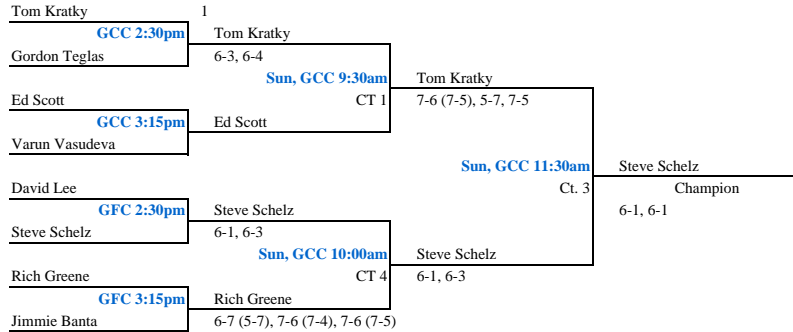 Tom Kratky 1
GCC 2:30pm Tom Kratky
Gordon Teglas 6-3, 6-4
Sun, GCC 9:30am Tom Kratky
Ed Scott CT 1 7-6 (7-5), 5-7, 7-5
GCC 3:15pm Ed Scott
Varun Vasudeva
Sun, GCC 11:30am Steve Schelz
David Lee Ct. 3 Champion
GFC 2:30pm Steve Schelz 6-1, 6-1
Steve Schelz 6-1, 6-3
Sun, GCC 10:00am Steve Schelz
Rich Greene CT 4 6-1, 6-3
GFC 3:15pm Rich Greene
Jimmie Banta 6-7 (5-7), 7-6 (7-4), 7-6 (7-5)